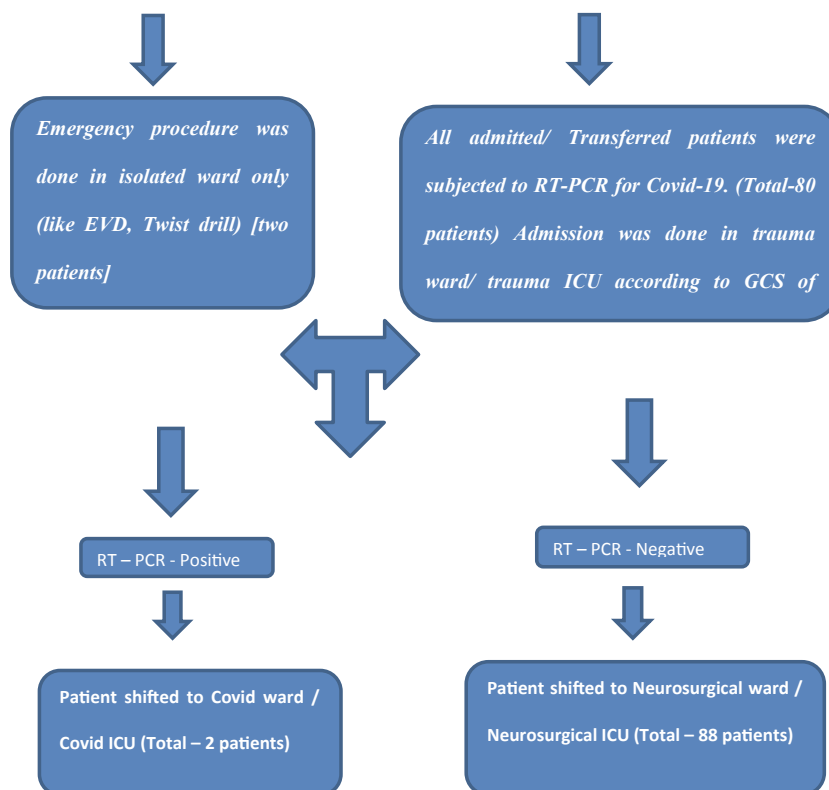 Emergency procedure was
done in isolated ward only
(like EVD, Twist drill) [two
patients]
All admitted/ Transferred patients were
subjected to RT-PCR for Covid-19. (Total-80
patients) Admission was done in trauma
ward/ trauma ICU according to GCS of
RT – PCR - Positive
RT – PCR - Negative
Patient shifted to Covid ward /
Covid ICU (Total – 2 patients)
Patient shifted to Neurosurgical ward /
Neurosurgical ICU (Total – 88 patients)